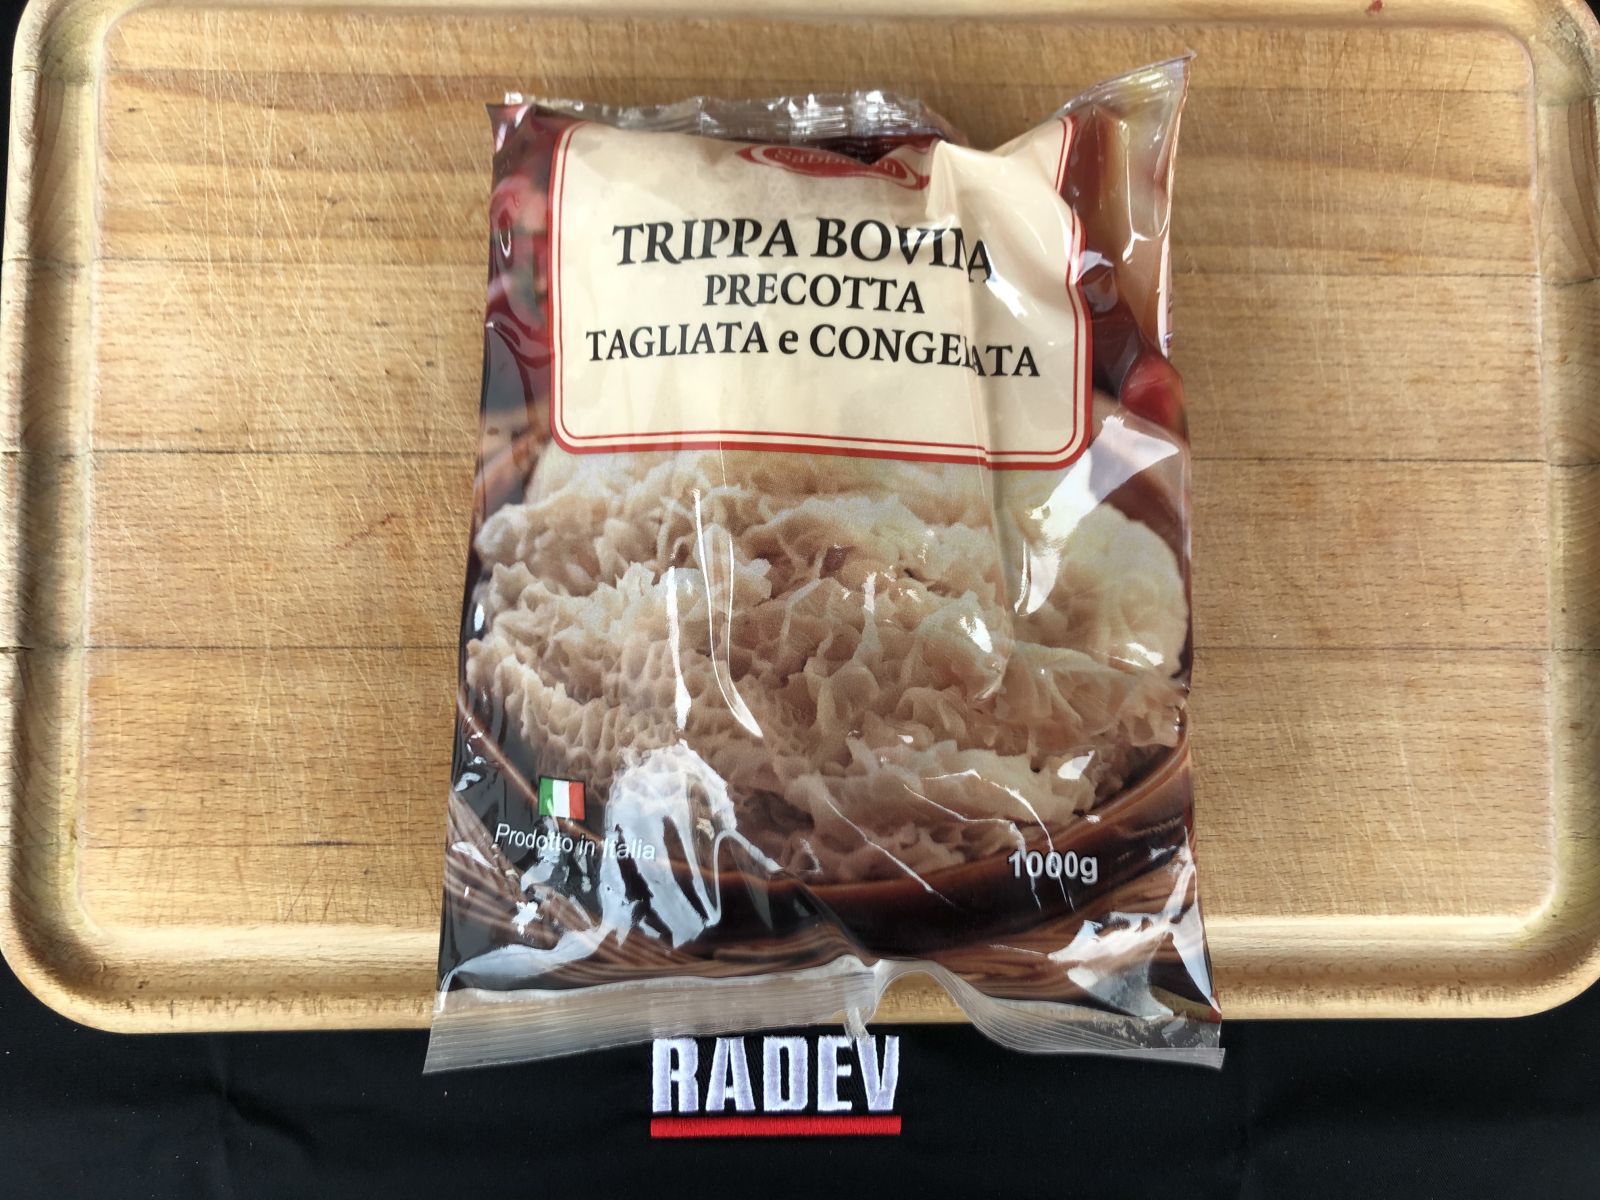 TRIPPA BOVINA
PRECOTTA
TAGLIATA e CONGELATA
Prodotto in Italia
1000g
RADEV